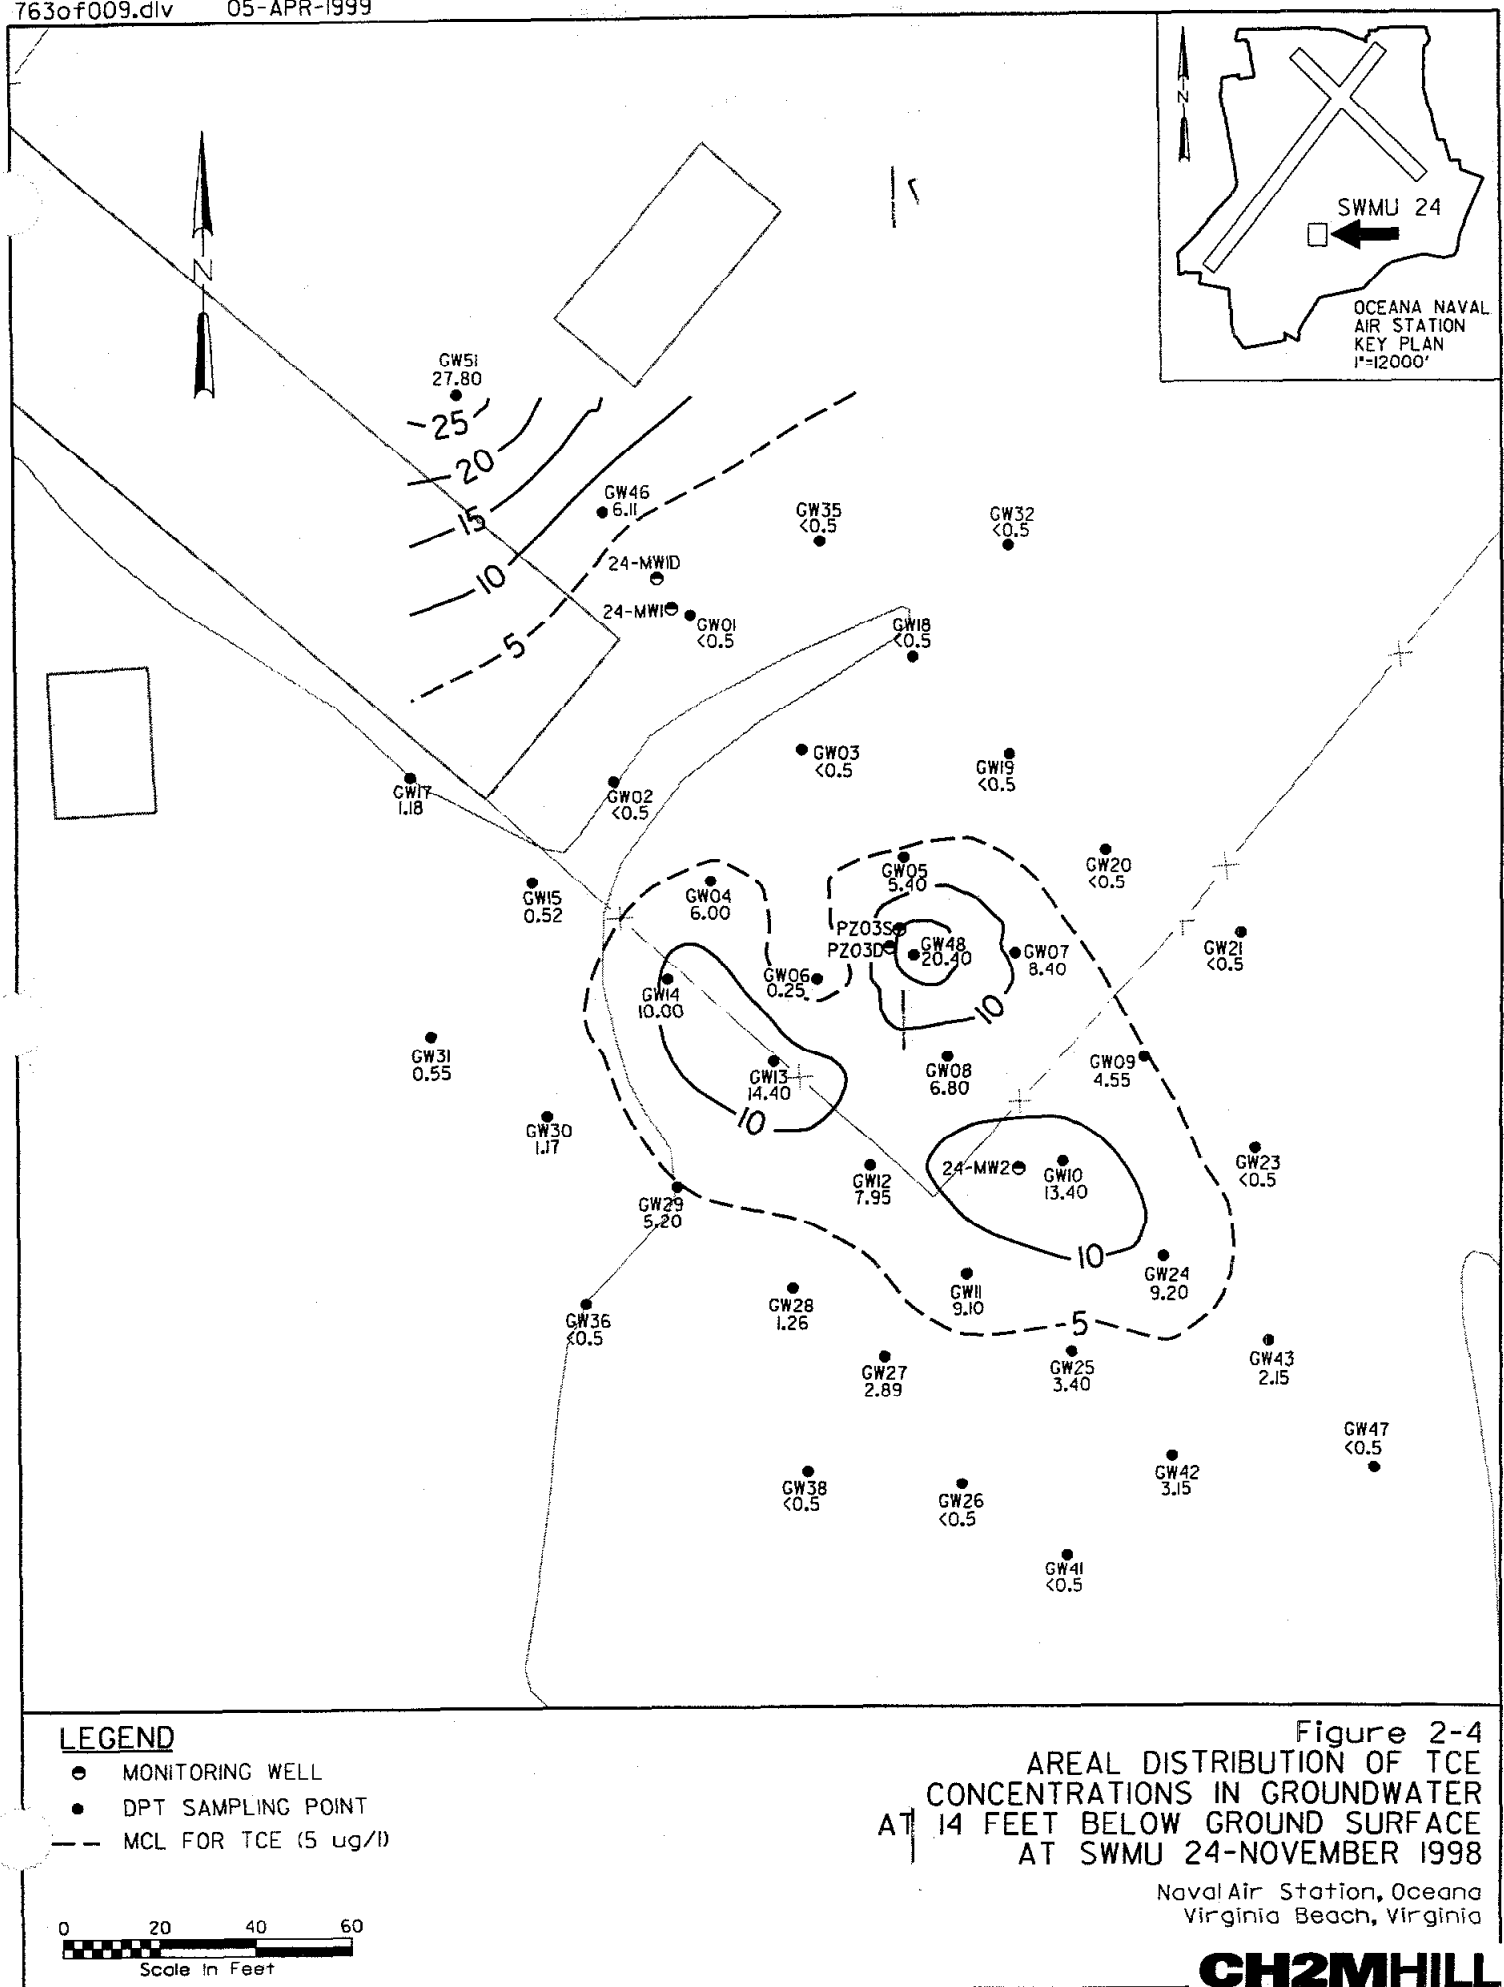 763of009.dlv 05-APR-1999
N
N
SWMU 24
OCEANA NAVAL
AIR STATION
KEY PLAN
1"=12000'
GW51
27.80
25
20
15
10
5
GW46
6.11
GW35
<0.5
GW32
<0.5
24-MW1D
24-MW1
GW01
<0.5
GW18
<0.5
GW03
<0.5
GW19
<0.5
GW17
1.18
GW02
<0.5
GW20
<0.5
GW05
5.40
GW15
0.52
GW04
6.00
PZ03S
PZ03D
GW48
20.40
GW07
8.40
GW21
<0.5
GW06
0.25
GW14
10.00
10
GW31
0.55
GW13
14.40
GW08
6.80
GW09
4.55
10
GW30
1.17
GW12
7.95
24-MW2
GW10
13.40
GW23
<0.5
GW29
5.20
10
GW24
9.20
GW11
9.10
GW28
1.26
GW36
<0.5
5
GW27
2.89
GW25
3.40
GW43
2.15
GW47
<0.5
GW38
<0.5
GW26
<0.5
GW42
3.15
GW41
<0.5
LEGEND
MONITORING WELL
DPT SAMPLING POINT
MCL FOR TCE (5 ug/l)
0 20 40 60
Scale In Feet
Figure 2-4
AREAL DISTRIBUTION OF TCE
CONCENTRATIONS IN GROUNDWATER
AT 14 FEET BELOW GROUND SURFACE
AT SWMU 24-NOVEMBER 1998
Naval Air Station, Oceana
Virginia Beach, Virginia
CH2MHILL